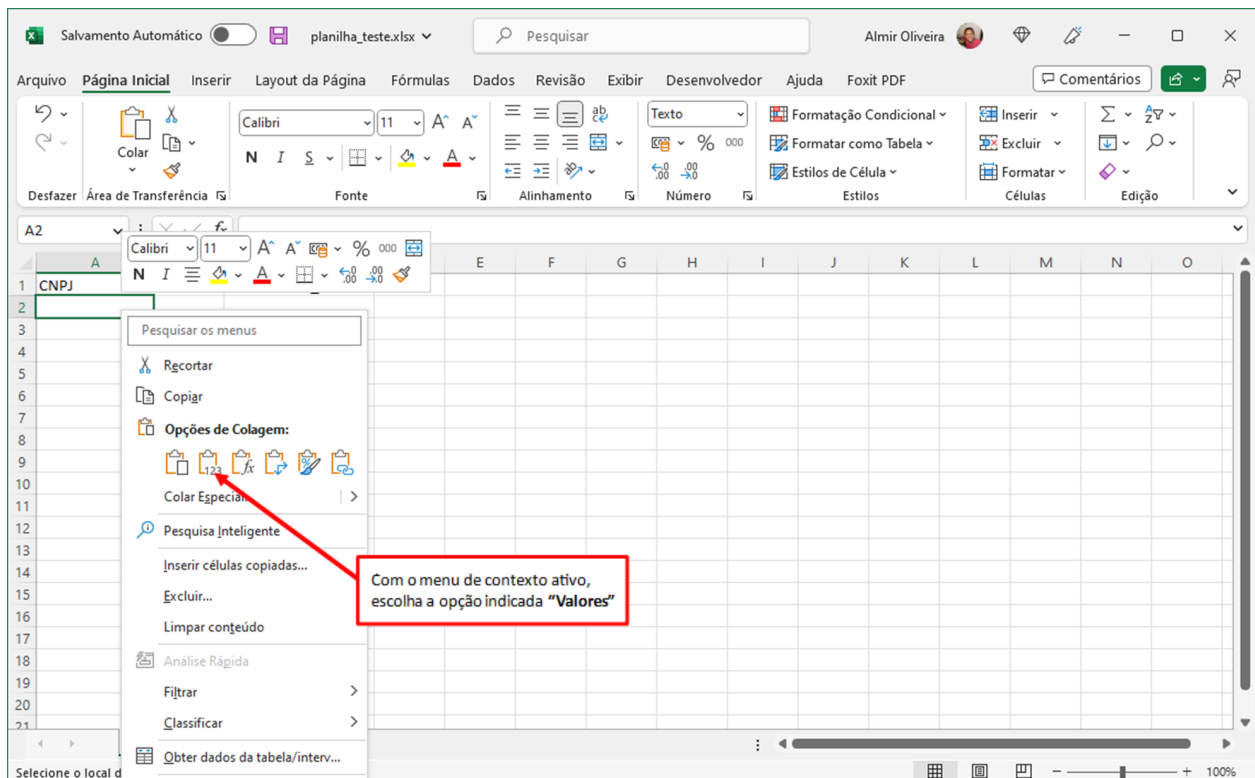 Salvamento Automático planilha_teste.xlsx Pesquisar Almir Oliveira
Arquivo Página Inicial Inserir Layout da Página Fórmulas Dados Revisão Exibir Desenvolvedor Ajuda Foxit PDF Comentários
Colar
Calibri 11
N I S A
Texto
% 000
Formatação Condicional
Formatar como Tabela
Estilos de Célula
Inserir
Excluir
Formatar
Desfazer Área de Transferência Fonte Alinhamento Número Estilos Células Edição
A2 fx
Calibri 11 A A % 000
N I A
A E F G H I J K L M N O
1 CNPJ
2
3
4
5
6
7
8
9
10
11
12
13
14
15
16
17
18
19
20
21
Pesquisar os menus
Recortar
Copiar
Opções de Colagem:
123 fx %
Colar Especial...
Pesquisa Inteligente
Inserir células copiadas...
Excluir...
Limpar conteúdo
Análise Rápida
Filtrar
Classificar
Obter dados da tabela/interv...
Com o menu de contexto ativo,
escolha a opção indicada “Valores”
Selecione o local d 100%